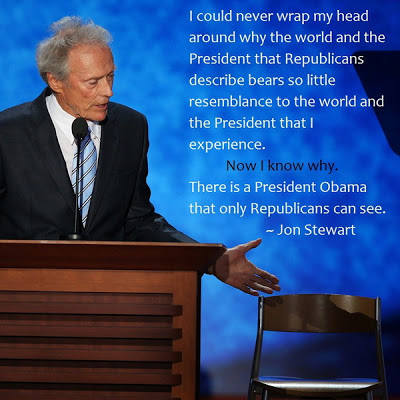 I could never wrap my head
around why the world and the
President that Republicans
describe bears so little
resemblance to the world and
the President that I
experience.
Now I know why.
There is a President Obama
that only Republicans can see.
~ Jon Stewart